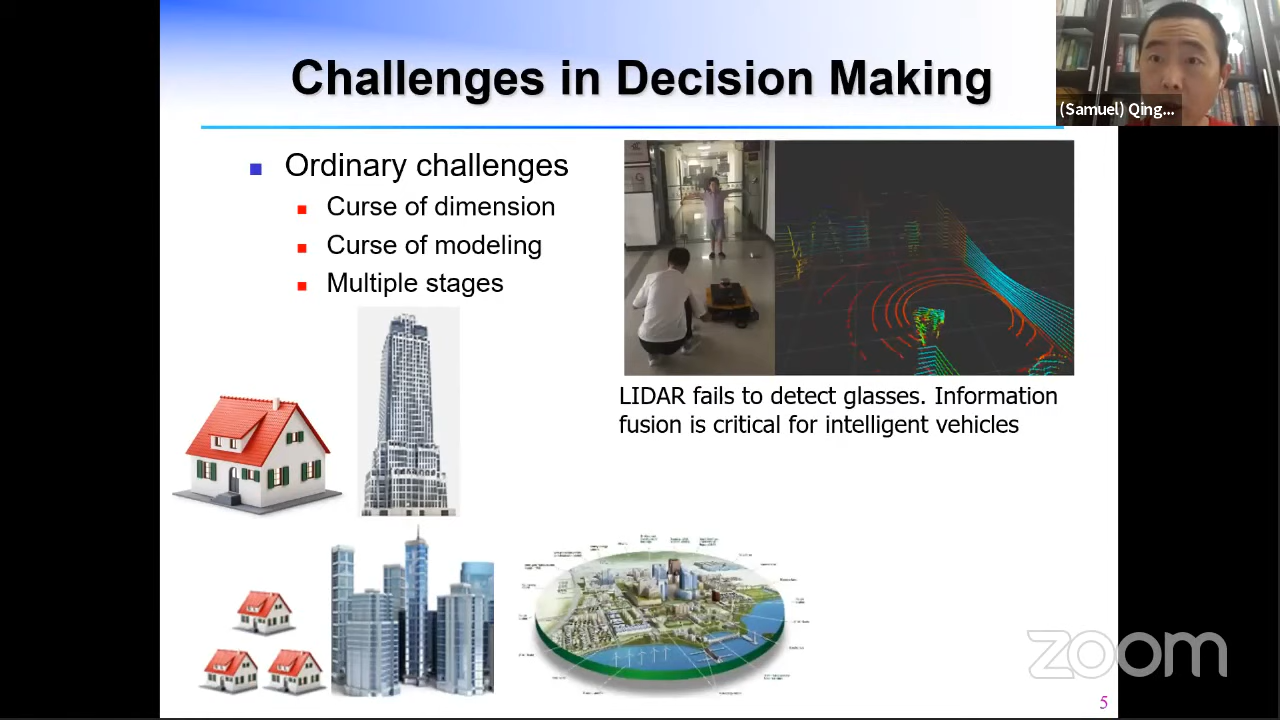 Challenges in Decision Making
(Samuel) Qing...
Ordinary challenges
Curse of dimension
Curse of modeling
Multiple stages
LIDAR fails to detect glasses. Information
fusion is critical for intelligent vehicles
zoom
5